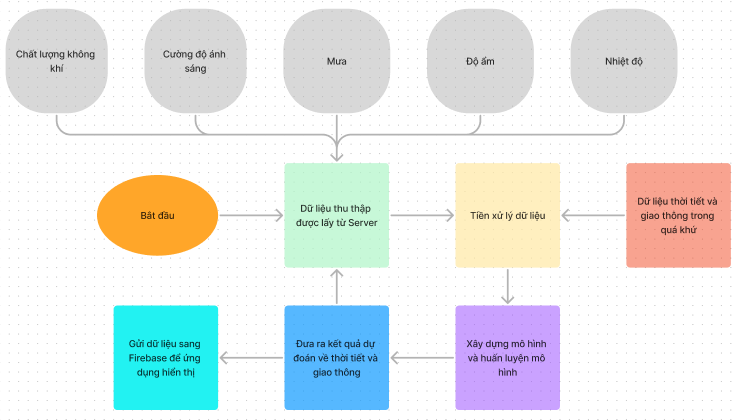 Chất lượng không
khí
Cường độ ánh
sáng
Mưa
Độ ẩm
Nhiệt độ
Bắt đầu
Dữ liệu thu thập
được lấy từ Server
Tiền xử lý dữ liệu
Dữ liệu thời tiết và
giao thông trong
quá khứ
Gửi dữ liệu sang
Firebase để ứng
dụng hiển thị
Đưa ra kết quả dự
đoán về thời tiết và
giao thông
Xây dựng mô hình
và huấn luyện mô
hình